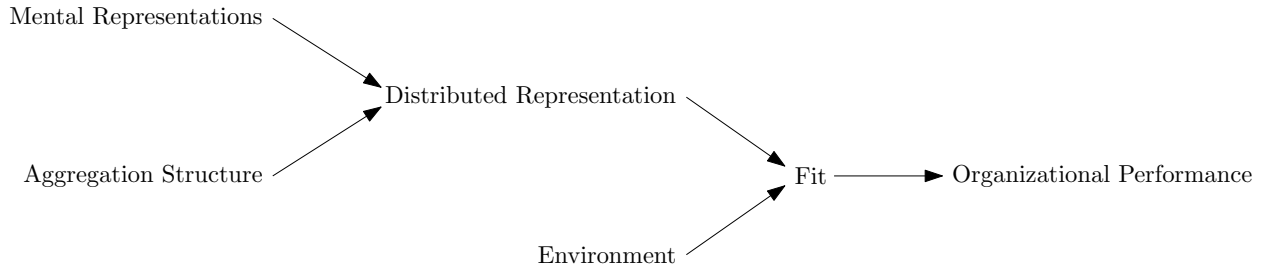 Mental Representations
Distributed Representation
Aggregation Structure
Fit
Organizational Performance
Environment